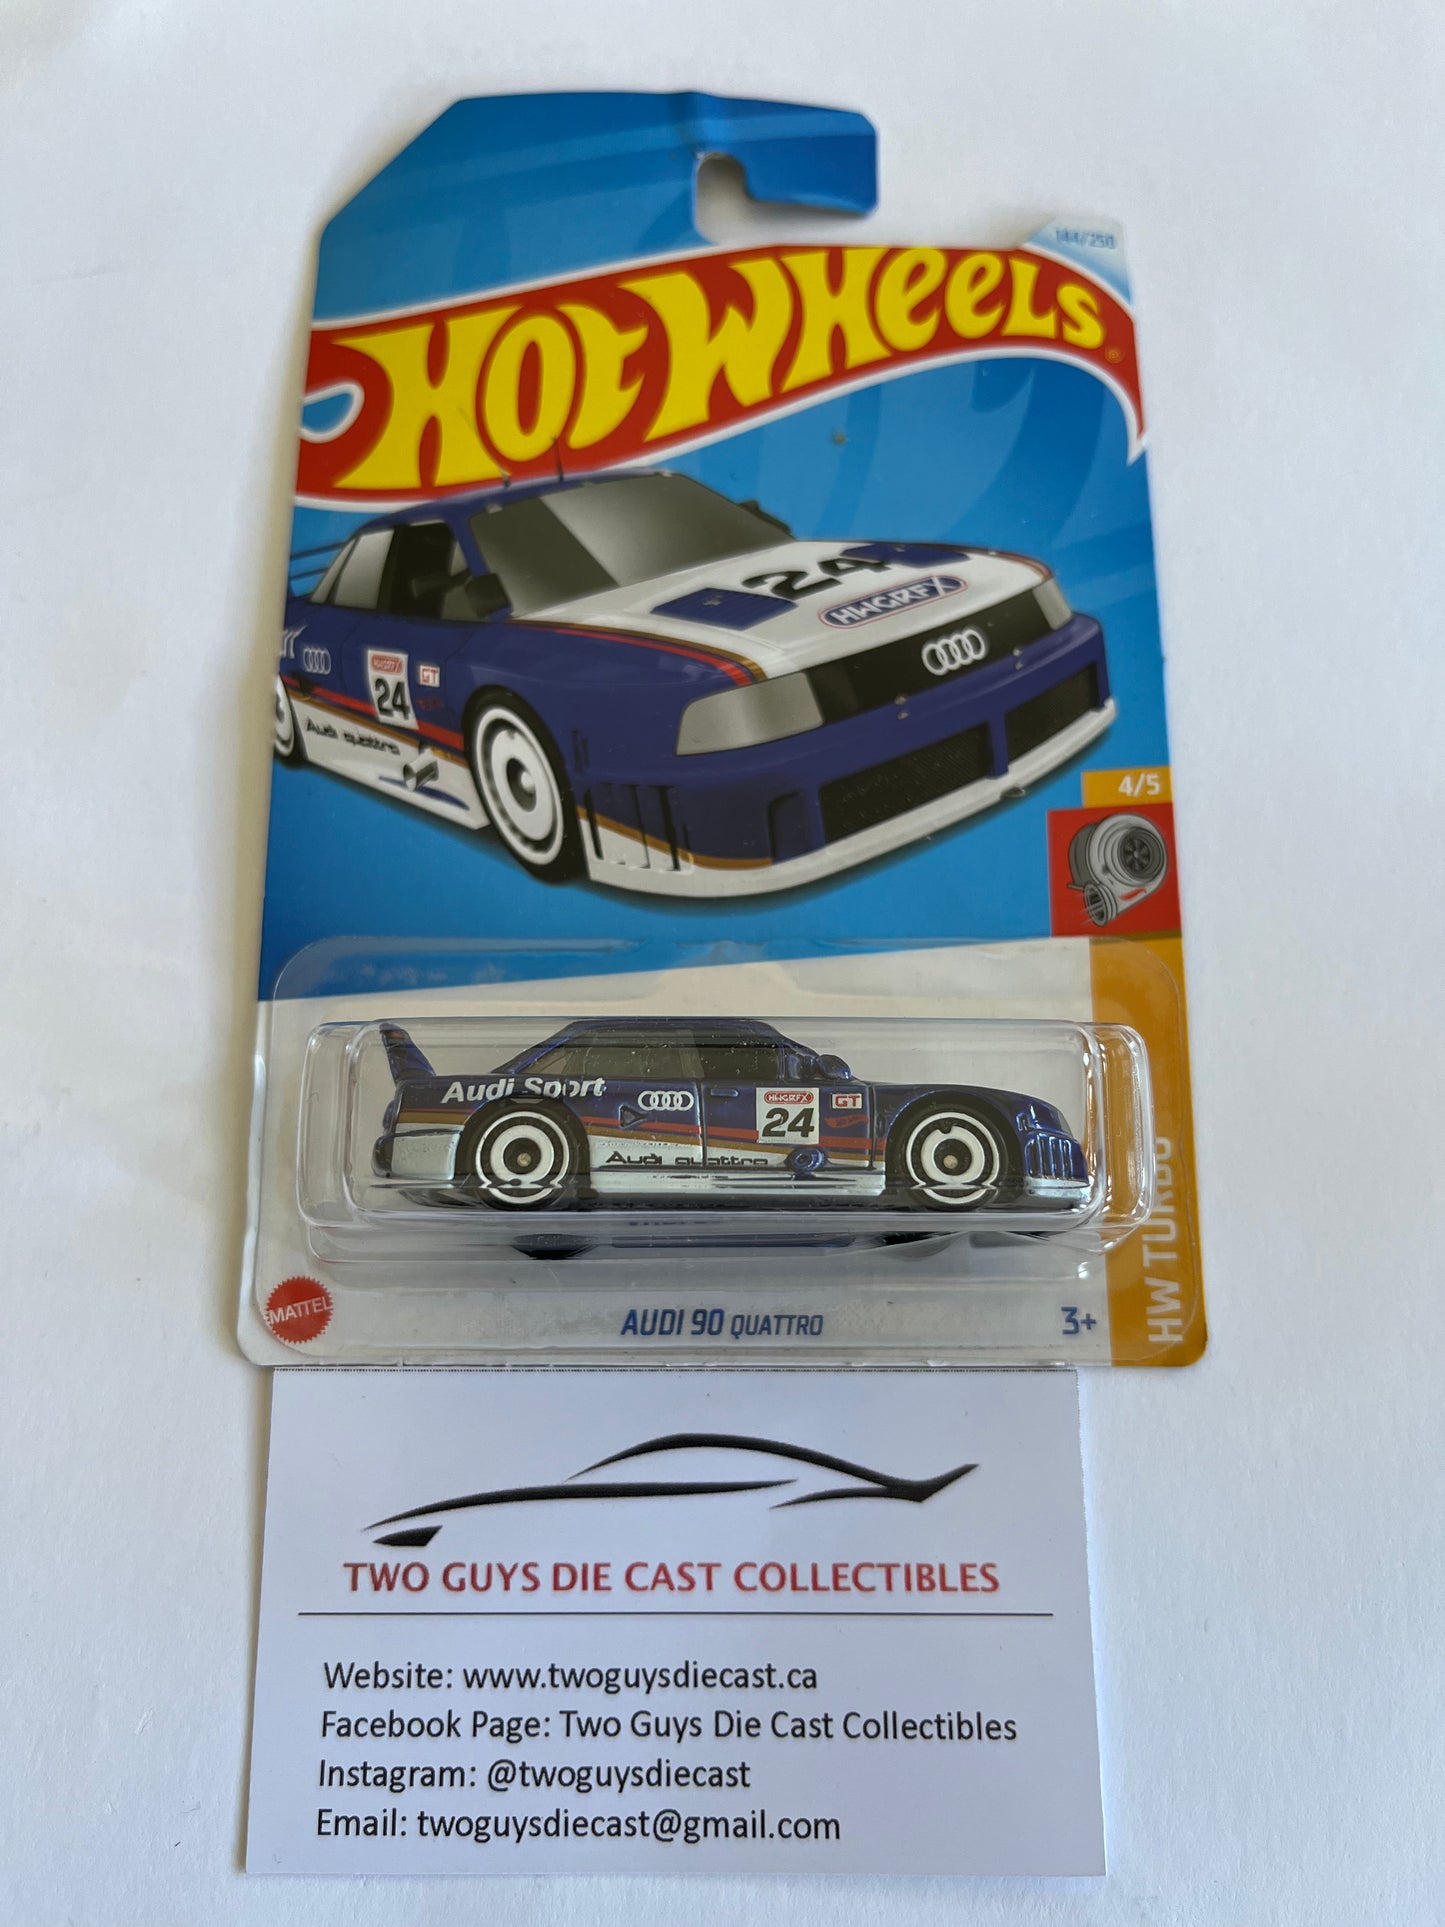 144/250
HOT WHEELS®
24
HWGRFX
HWGRFX
24
GT
Audi quattro
4/5
Audi Sport
HWGRFX
24
GT
Audi quattro
HW TURBO
MATTEL
AUDI 90 QUATTRO
3+
TWO GUYS DIE CAST COLLECTIBLES
Website: www.twoguysdiecast.ca
Facebook Page: Two Guys Die Cast Collectibles
Instagram: @twoguysdiecast
Email: twoguysdiecast@gmail.com